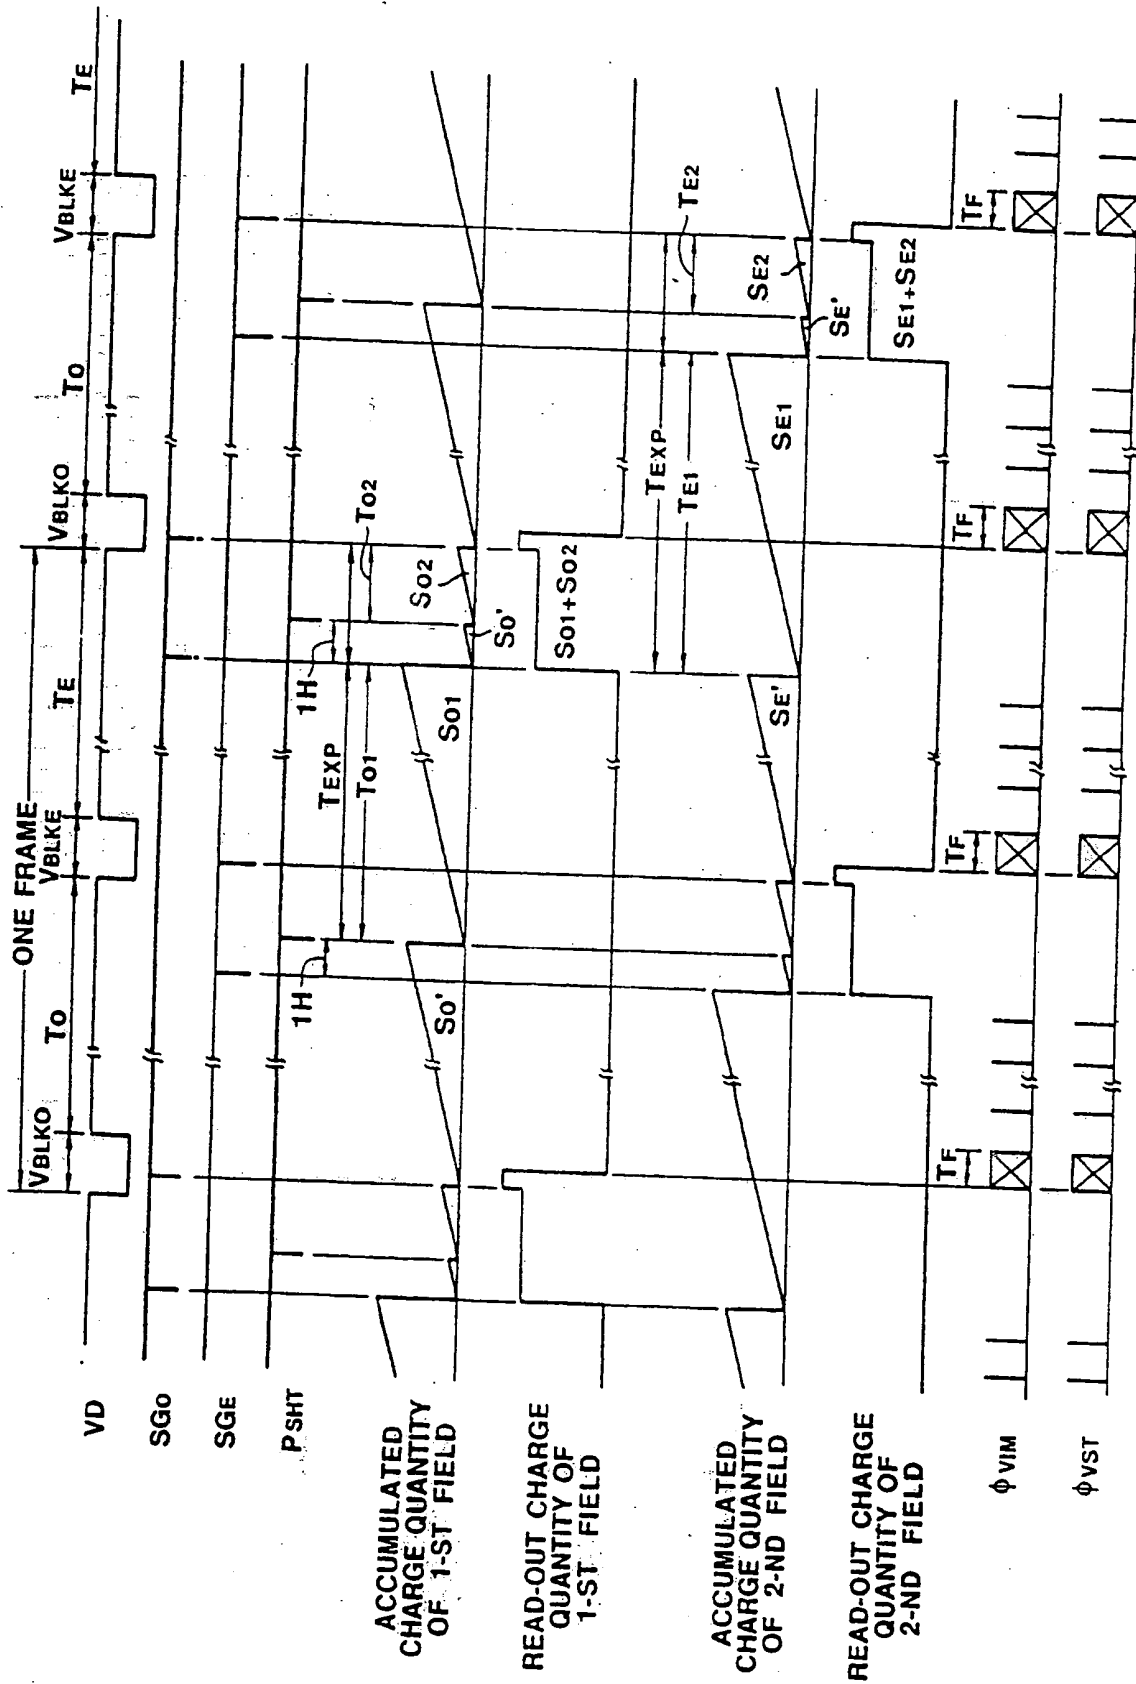 ONE FRAME
VBLKO
TO
VBLKE
TE
VBLKO
TO
VBLKE
TE
VD
SGO
SGE
PSHT
1H
TEXP
TO1
1H
TO2
ACCUMULATED
CHARGE QUANTITY
OF 1-ST FIELD
SO'
SO1
SO'
SO2
READ-OUT CHARGE
QUANTITY OF
1-ST FIELD
SO1+SO2
TEXP
TE1
TE2
ACCUMULATED
CHARGE QUANTITY
OF 2-ND FIELD
SE'
SE1
SE'
SE2
READ-OUT CHARGE
QUANTITY OF
2-ND FIELD
SE1+SE2
TF
TF
TF
TF
φVIM
φVST